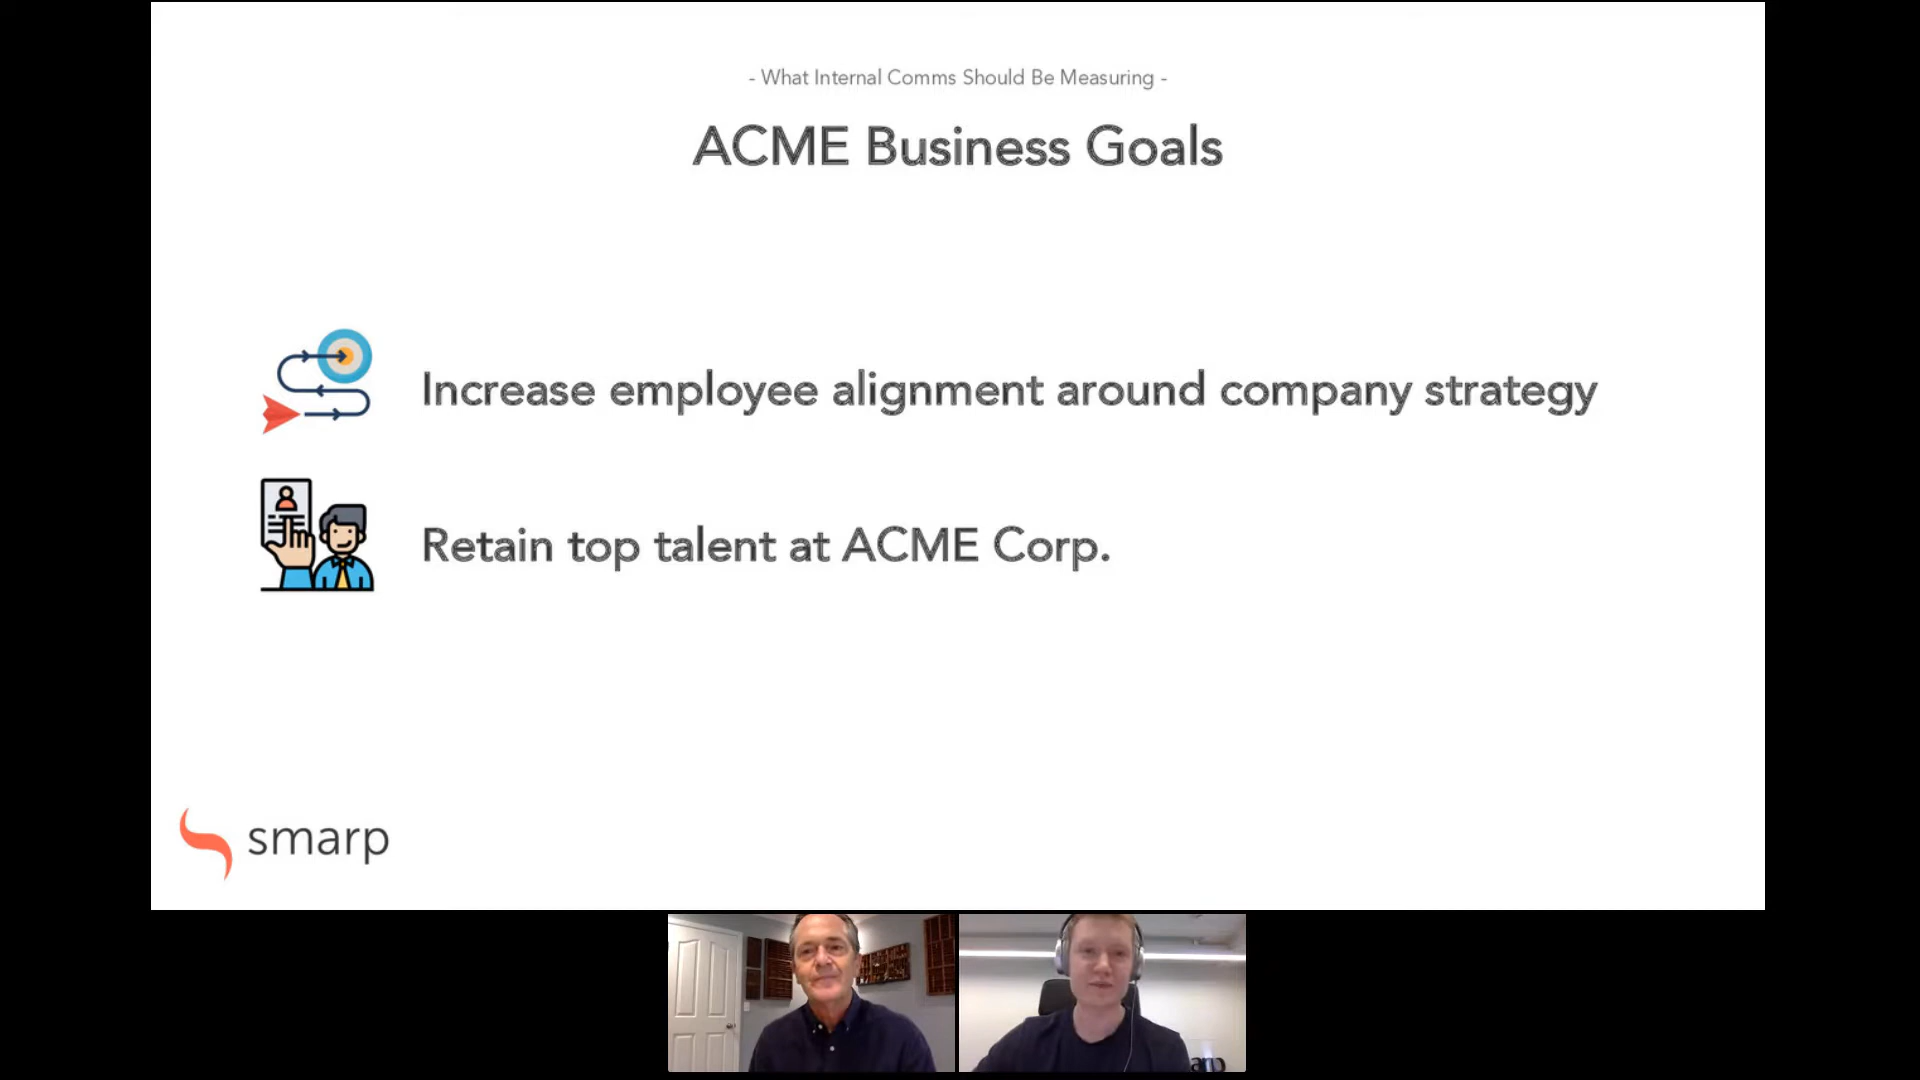 - What Internal Comms Should Be Measuring -
ACME Business Goals
Increase employee alignment around company strategy
Retain top talent at ACME Corp.
smarp